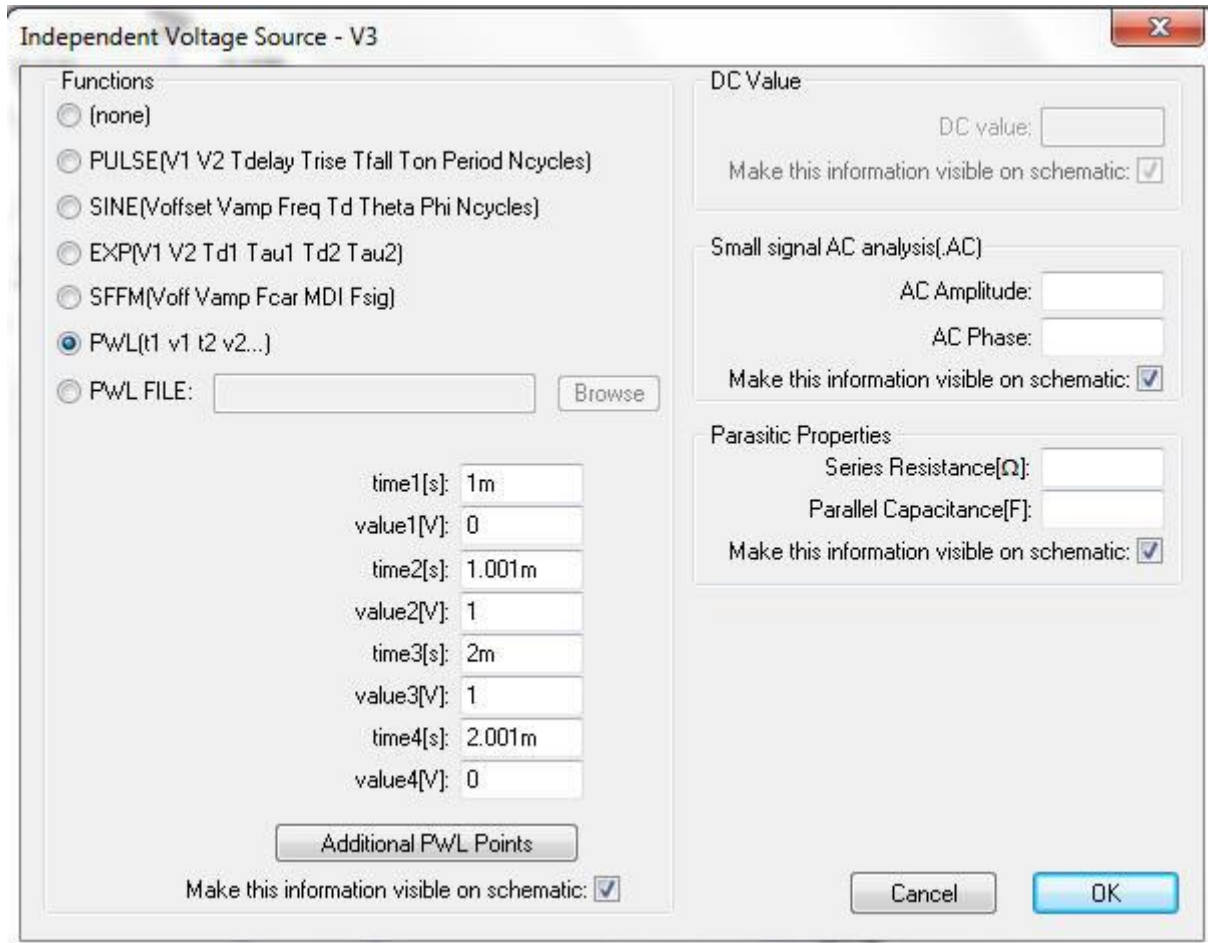 Independent Voltage Source - V3
Functions
(none)
PULSE(V1 V2 Tdelay Trise Tfall Ton Period Ncycles)
SINE(Voffset Vamp Freq Td Theta Phi Ncycles)
EXP(V1 V2 Td1 Tau1 Td2 Tau2)
SFFM(Voff Vamp Fcar MDI Fsig)
PWL(t1 v1 t2 v2...)
PWL FILE: Browse
time1[s]: 1m
value1[V]: 0
time2[s]: 1.001m
value2[V]: 1
time3[s]: 2m
value3[V]: 1
time4[s]: 2.001m
value4[V]: 0
Additional PWL Points
Make this information visible on schematic:
DC Value
DC value:
Make this information visible on schematic:
Small signal AC analysis(.AC)
AC Amplitude:
AC Phase:
Make this information visible on schematic:
Parasitic Properties
Series Resistance[Ω]:
Parallel Capacitance[F]:
Make this information visible on schematic:
Cancel OK